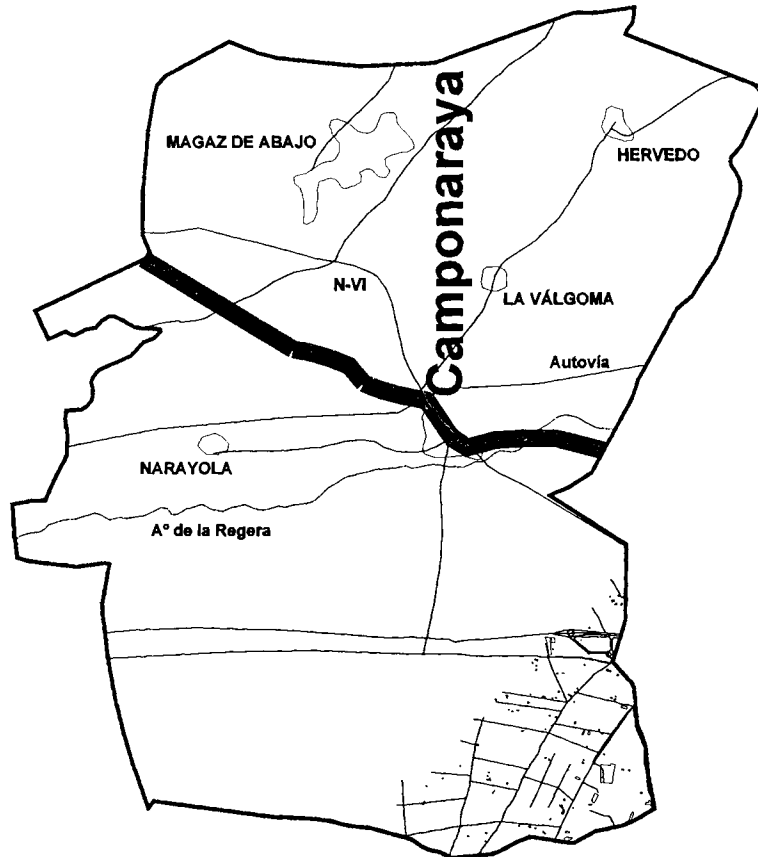 Camponaraya
MAGAZ DE ABAJO
HERVEDO
N-VI
LA VÁLGOMA
Autovía
NARAYOLA
Aº de la Regera